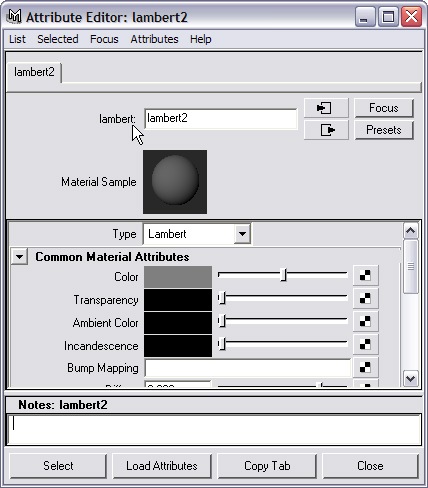 Attribute Editor: lambert2
List Selected Focus Attributes Help
lambert2
lambert: lambert2 Focus
Presets
Material Sample
Type Lambert
Common Material Attributes
Color
Transparency
Ambient Color
Incandescence
Bump Mapping
Notes: lambert2
Select Load Attributes Copy Tab Close